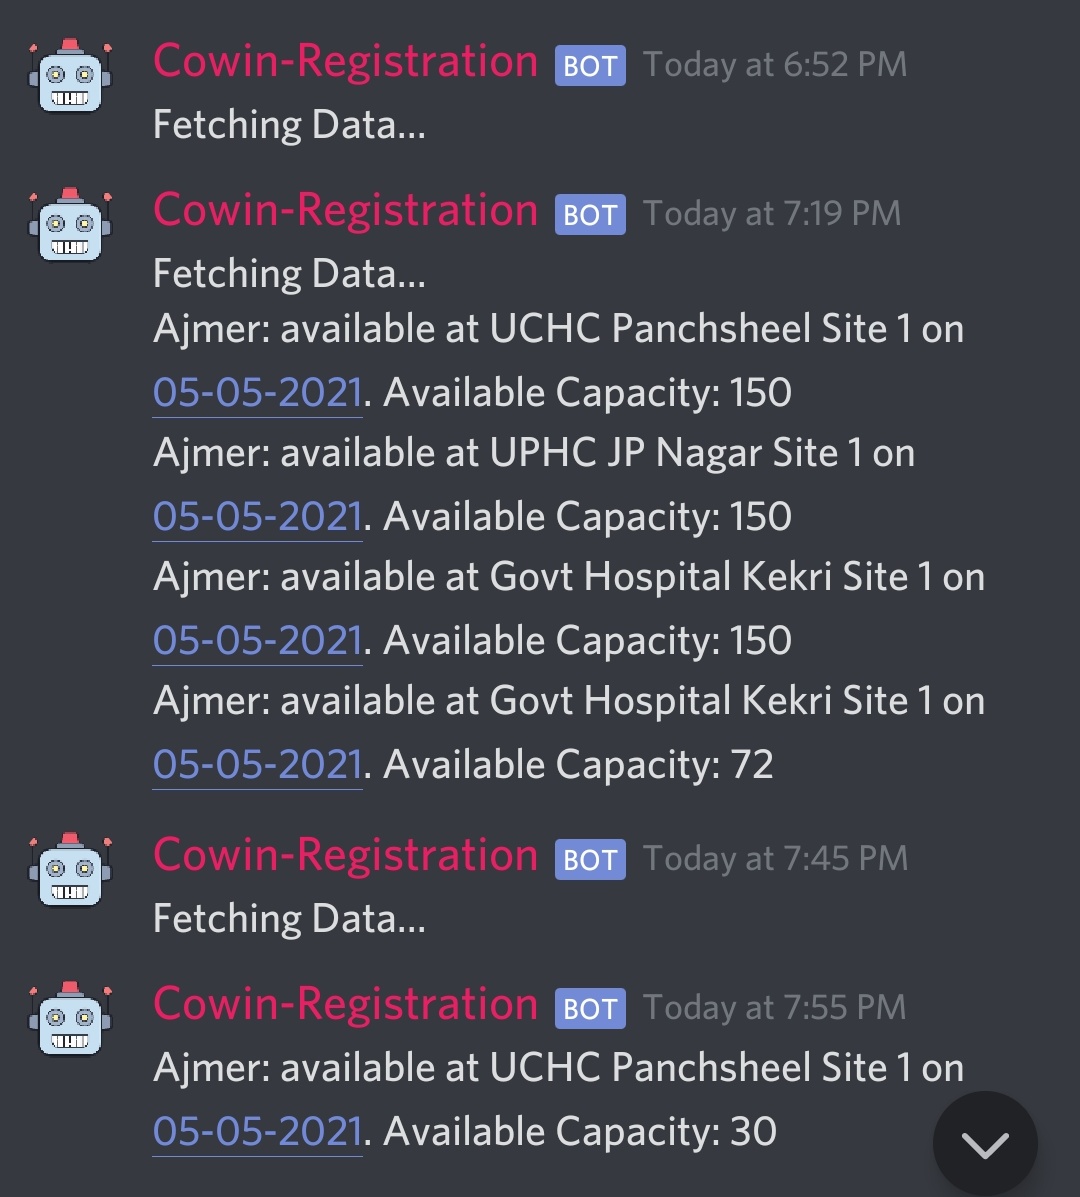 Cowin-Registration BOT Today at 6:52 PM
Fetching Data...
Cowin-Registration BOT Today at 7:19 PM
Fetching Data...
Ajmer: available at UCHC Panchsheel Site 1 on
05-05-2021. Available Capacity: 150
Ajmer: available at UPHC JP Nagar Site 1 on
05-05-2021. Available Capacity: 150
Ajmer: available at Govt Hospital Kekri Site 1 on
05-05-2021. Available Capacity: 150
Ajmer: available at Govt Hospital Kekri Site 1 on
05-05-2021. Available Capacity: 72
Cowin-Registration BOT Today at 7:45 PM
Fetching Data...
Cowin-Registration BOT Today at 7:55 PM
Ajmer: available at UCHC Panchsheel Site 1 on
05-05-2021. Available Capacity: 30